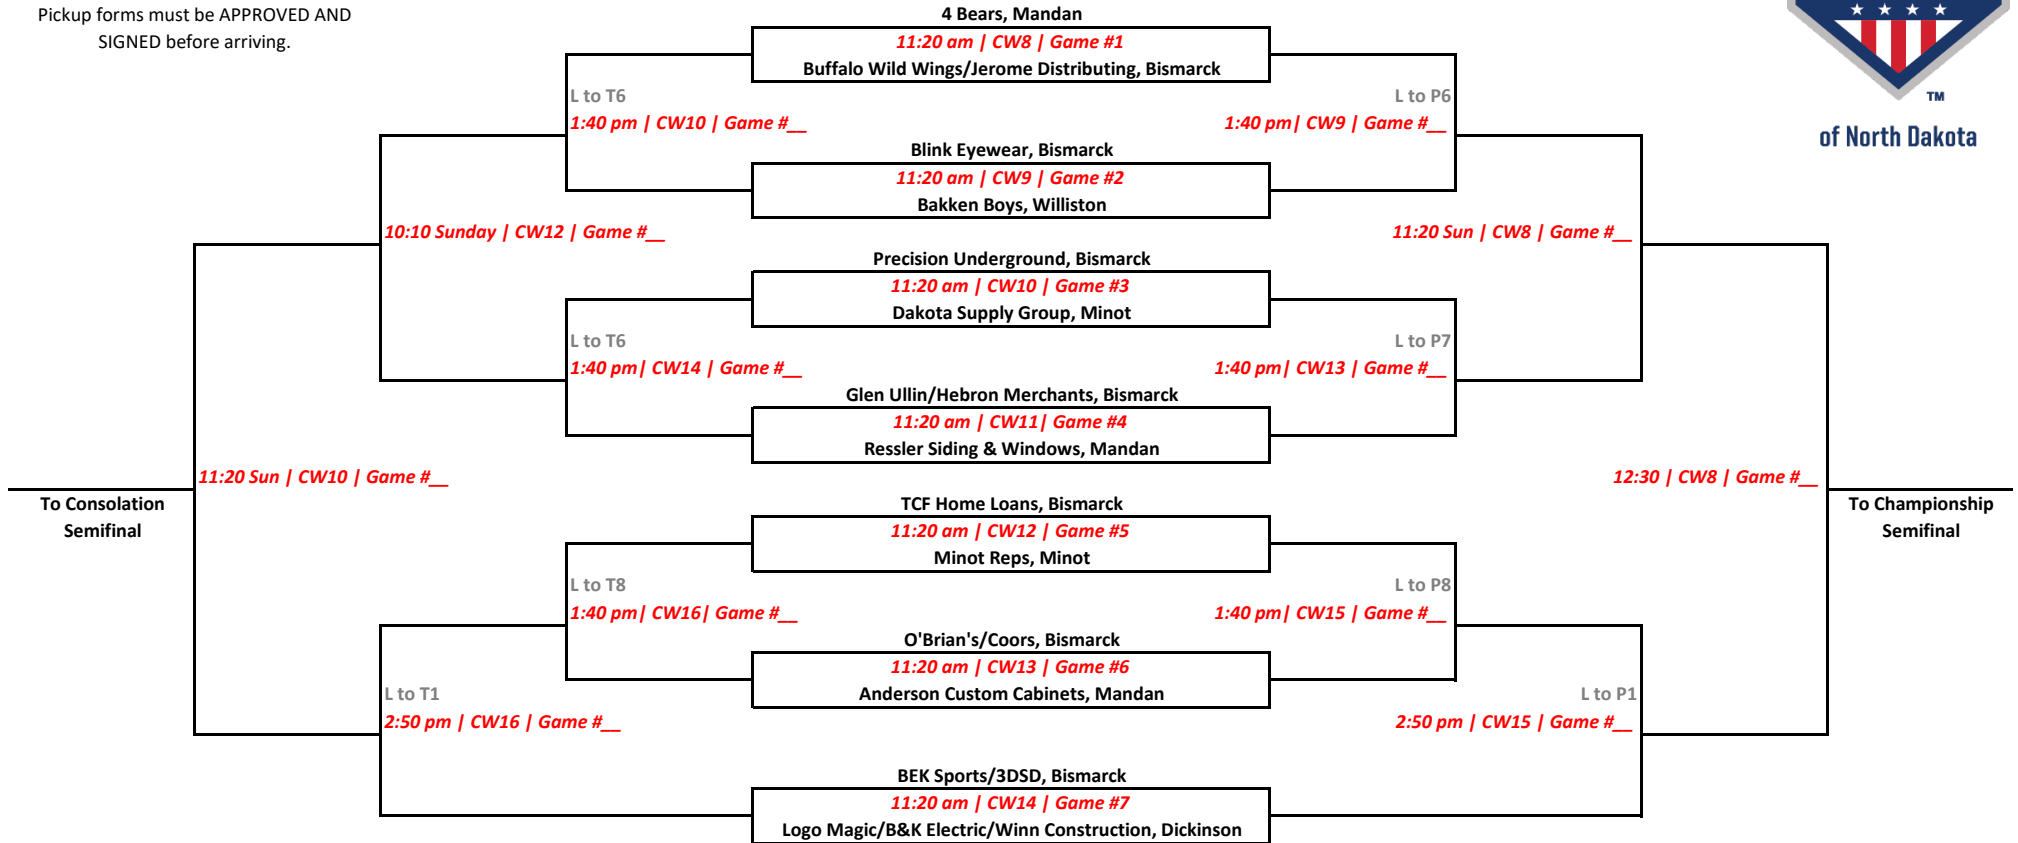 Pickup forms must be APPROVED AND
SIGNED before arriving.
4 Bears, Mandan
11:20 am | CW8 | Game #1
Buffalo Wild Wings/Jerome Distributing, Bismarck
L to T6
L to P6
1:40 pm | CW10 | Game #__
1:40 pm| CW9 | Game #__
TM
of North Dakota
Blink Eyewear, Bismarck
11:20 am | CW9 | Game #2
Bakken Boys, Williston
10:10 Sunday | CW12 | Game #__
11:20 Sun | CW8 | Game #__
Precision Underground, Bismarck
11:20 am | CW10 | Game #3
Dakota Supply Group, Minot
L to T6
L to P7
1:40 pm| CW14 | Game #__
1:40 pm| CW13 | Game #__
Glen Ullin/Hebron Merchants, Bismarck
11:20 am | CW11| Game #4
Ressler Siding & Windows, Mandan
11:20 Sun | CW10 | Game #__
12:30 | CW8 | Game #__
To Consolation
Semifinal
To Championship
Semifinal
TCF Home Loans, Bismarck
11:20 am | CW12 | Game #5
Minot Reps, Minot
L to T8
L to P8
1:40 pm| CW16| Game #__
1:40 pm| CW15 | Game #__
O'Brian's/Coors, Bismarck
11:20 am | CW13 | Game #6
Anderson Custom Cabinets, Mandan
L to T1
L to P1
2:50 pm | CW16 | Game #__
2:50 pm | CW15 | Game #__
BEK Sports/3DSD, Bismarck
11:20 am | CW14 | Game #7
Logo Magic/B&K Electric/Winn Construction, Dickinson